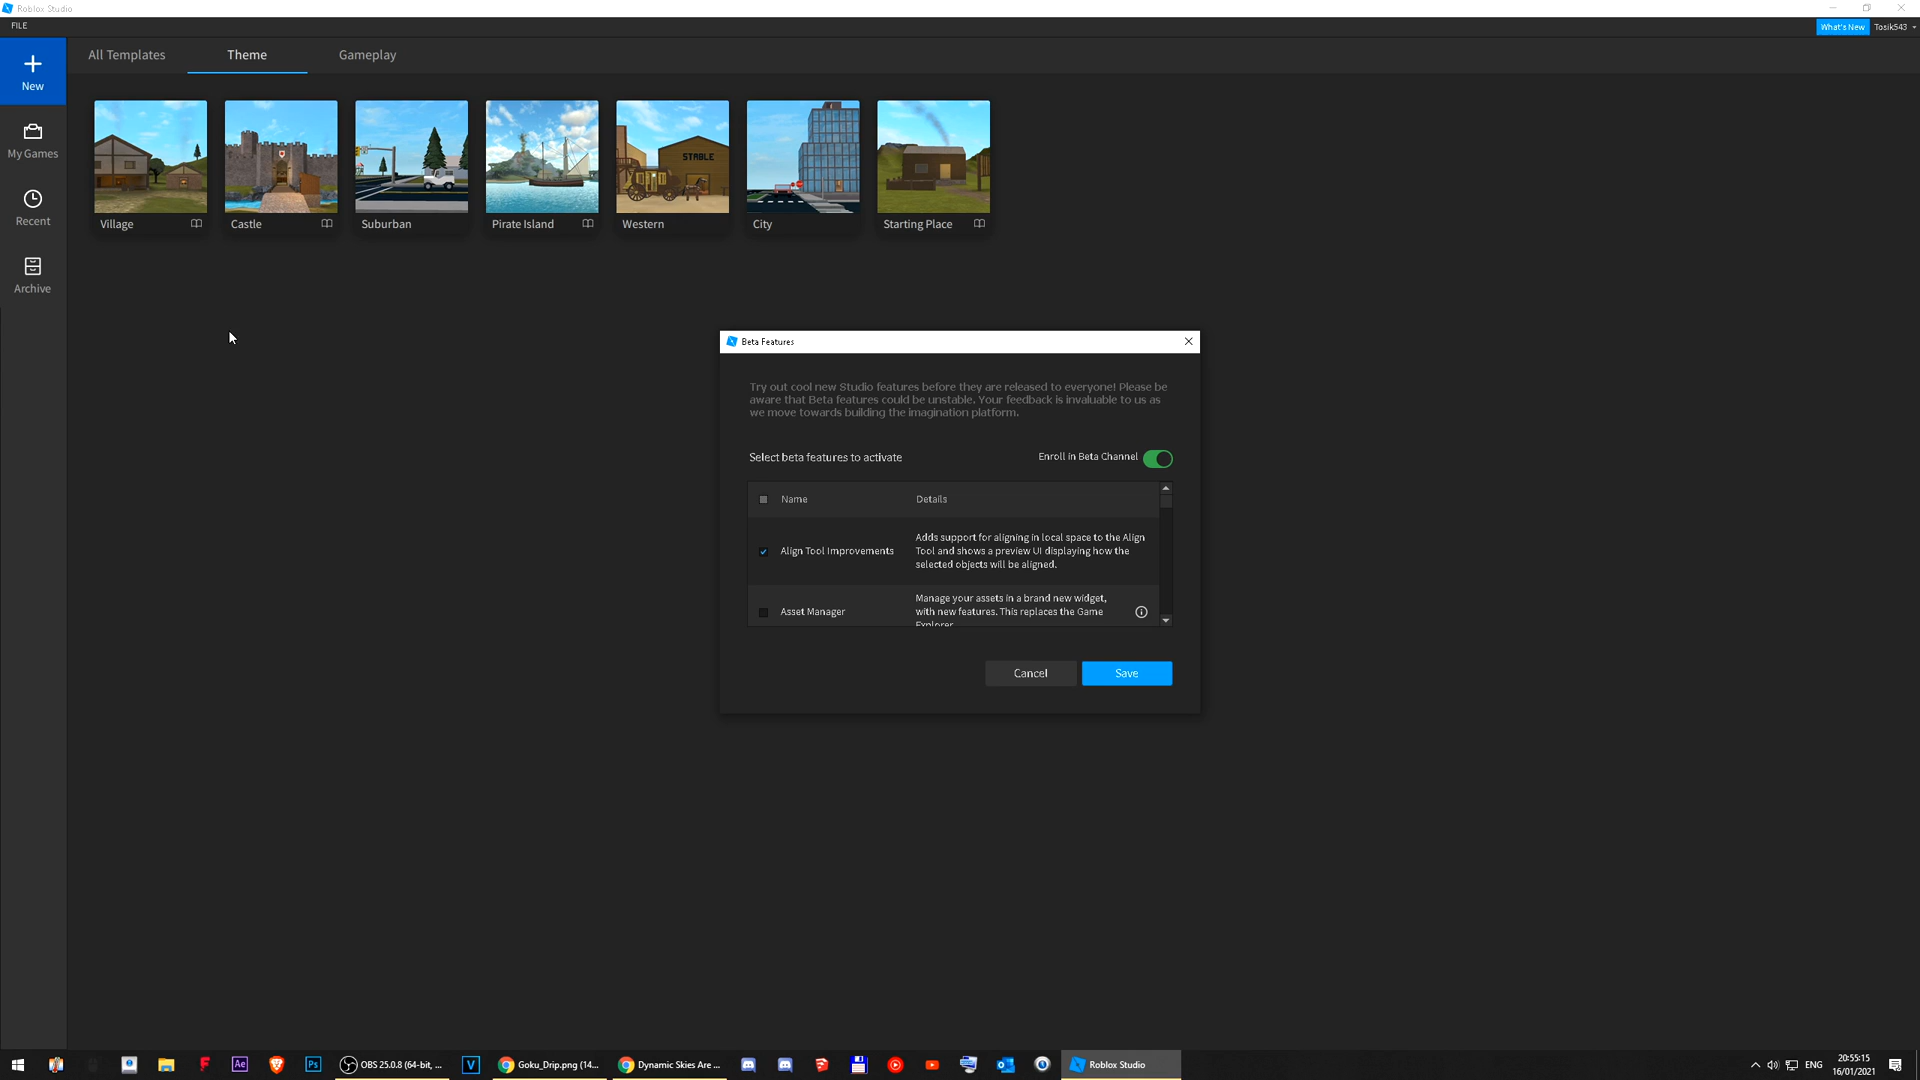 Roblox Studio
FILE
What's New
Tosik543
New
My Games
Recent
Archive
All Templates
Theme
Gameplay
STABLE
Village
Castle
Suburban
Pirate Island
Western
City
Starting Place
Beta Features
Try out cool new Studio features before they are released to everyone! Please be
aware that Beta features could be unstable. Your feedback is invaluable to us as
we move towards building the imagination platform.
Select beta features to activate
Enroll in Beta Channel
Name
Details
Align Tool Improvements
Adds support for aligning in local space to the Align
Tool and shows a preview UI displaying how the
selected objects will be aligned.
Asset Manager
Manage your assets in a brand new widget,
with new features. This replaces the Game
Explorer
Cancel
Save
Ae
Ps
OBS 25.0.8 (64-bit, ...
V
Goku_Drip.png (14...
Dynamic Skies Are ...
Roblox Studio
ENG
20:55:15
16/01/2021